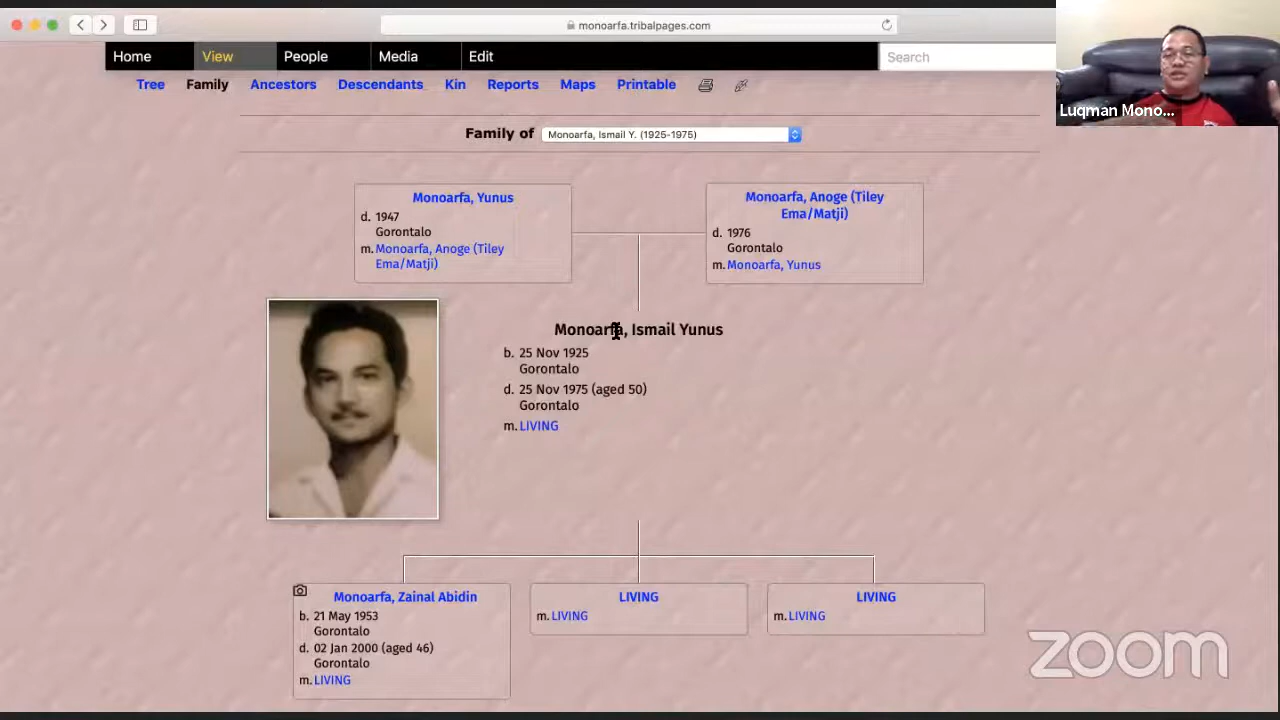 monoarfa.tribalpages.com
Home View People Media Edit Search
Tree Family Ancestors Descendants Kin Reports Maps Printable
Family of Monoarfa, Ismail Y. (1925-1975)
Luqman Mono...
Monoarfa, Yunus
d. 1947
Gorontalo
m. Monoarfa, Anoge (Tiley
Ema/Matji)
Monoarfa, Anoge (Tiley
Ema/Matji)
d. 1976
Gorontalo
m. Monoarfa, Yunus
Monoarfa, Ismail Yunus
b. 25 Nov 1925
Gorontalo
d. 25 Nov 1975 (aged 50)
Gorontalo
m. LIVING
Monoarfa, Zainal Abidin
b. 21 May 1953
Gorontalo
d. 02 Jan 2000 (aged 46)
Gorontalo
m. LIVING
LIVING
m. LIVING
LIVING
m. LIVING
zoom